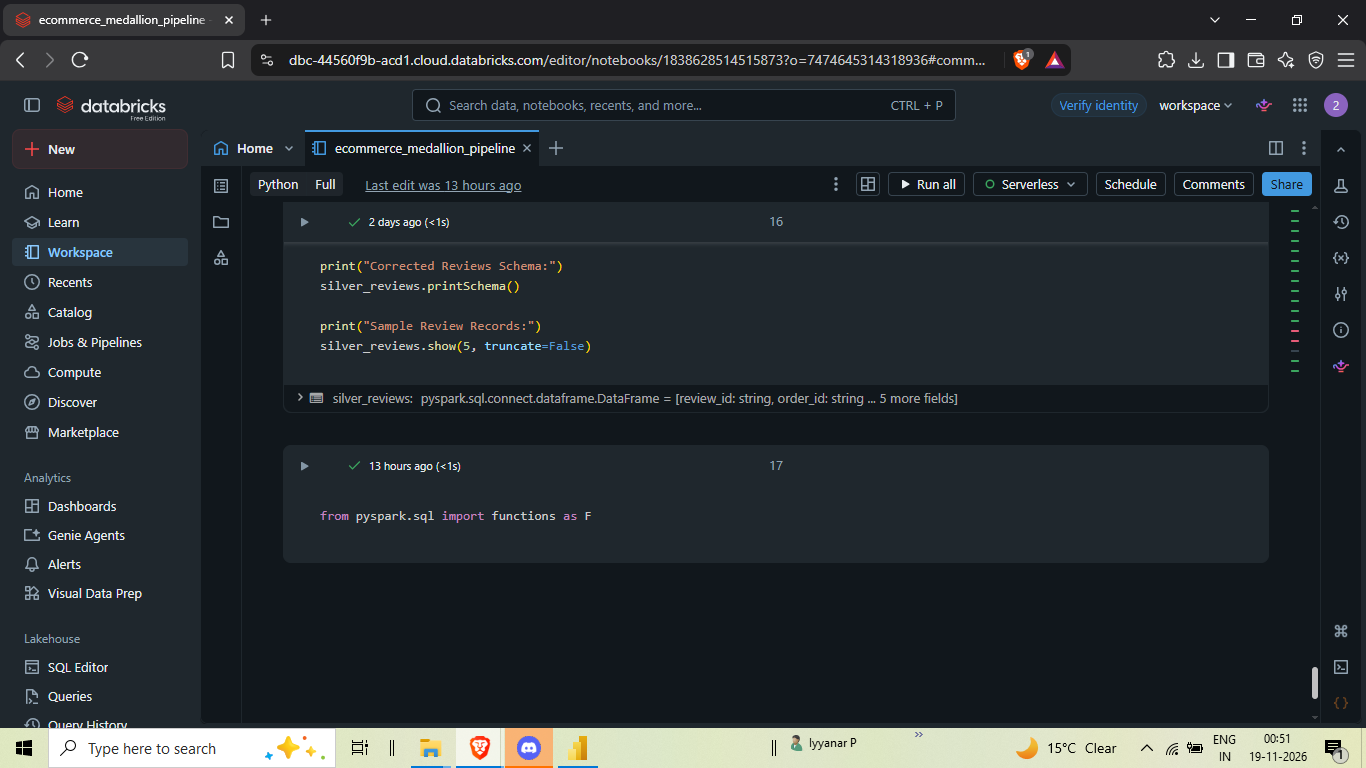 ecommerce_medallion_pipeline
dbc-44560f9b-acd1.cloud.databricks.com/editor/notebooks/1838628514515873?o=7474645314318936#comm...
1
databricks
Free Edition
Search data, notebooks, recents, and more...
CTRL + P
Verify identity
workspace
2
New
Home
Learn
Workspace
Recents
Catalog
Jobs & Pipelines
Compute
Discover
Marketplace
Analytics
Dashboards
Genie Agents
Alerts
Visual Data Prep
Lakehouse
SQL Editor
Queries
Query History
Home
ecommerce_medallion_pipeline
Python
Full
Last edit was 13 hours ago
Run all
Serverless
Schedule
Comments
Share
2 days ago (<1s)
16
print("Corrected Reviews Schema:")
silver_reviews.printSchema()
print("Sample Review Records:")
silver_reviews.show(5, truncate=False)
silver_reviews: pyspark.sql.connect.dataframe.DataFrame = [review_id: string, order_id: string ... 5 more fields]
13 hours ago (<1s)
17
from pyspark.sql import functions as F
Type here to search
Iyyanar P
15°C Clear
ENG
IN
00:51
19-11-2026
1